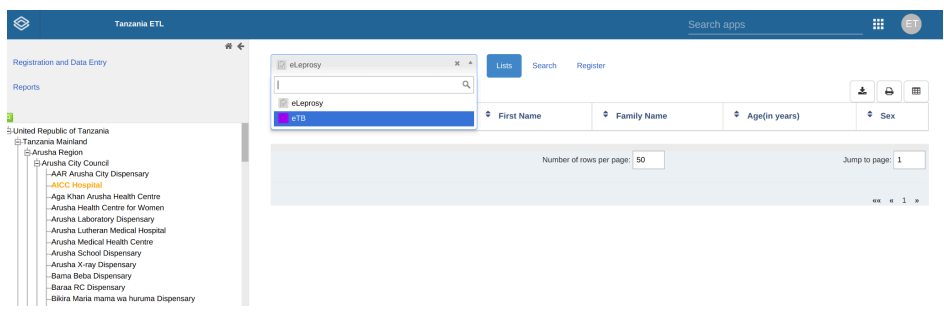 Tanzania ETL
Search apps
ET
Registration and Data Entry
Reports
United Republic of Tanzania
Tanzania Mainland
Arusha Region
Arusha City Council
AAR Arusha City Dispensary
AICC Hospital
Aga Khan Arusha Health Centre
Arusha Health Centre for Women
Arusha Laboratory Dispensary
Arusha Lutheran Medical Hospital
Arusha Medical Health Centre
Arusha School Dispensary
Arusha X-ray Dispensary
Bama Beba Dispensary
Baraa RC Dispensary
Bikira Maria mama wa huruma Dispensary
eLeprosy
Lists Search Register
eLeprosy
eTB
First Name Family Name Age(in years) Sex
Number of rows per page: 50 Jump to page: 1
«« « 1 »